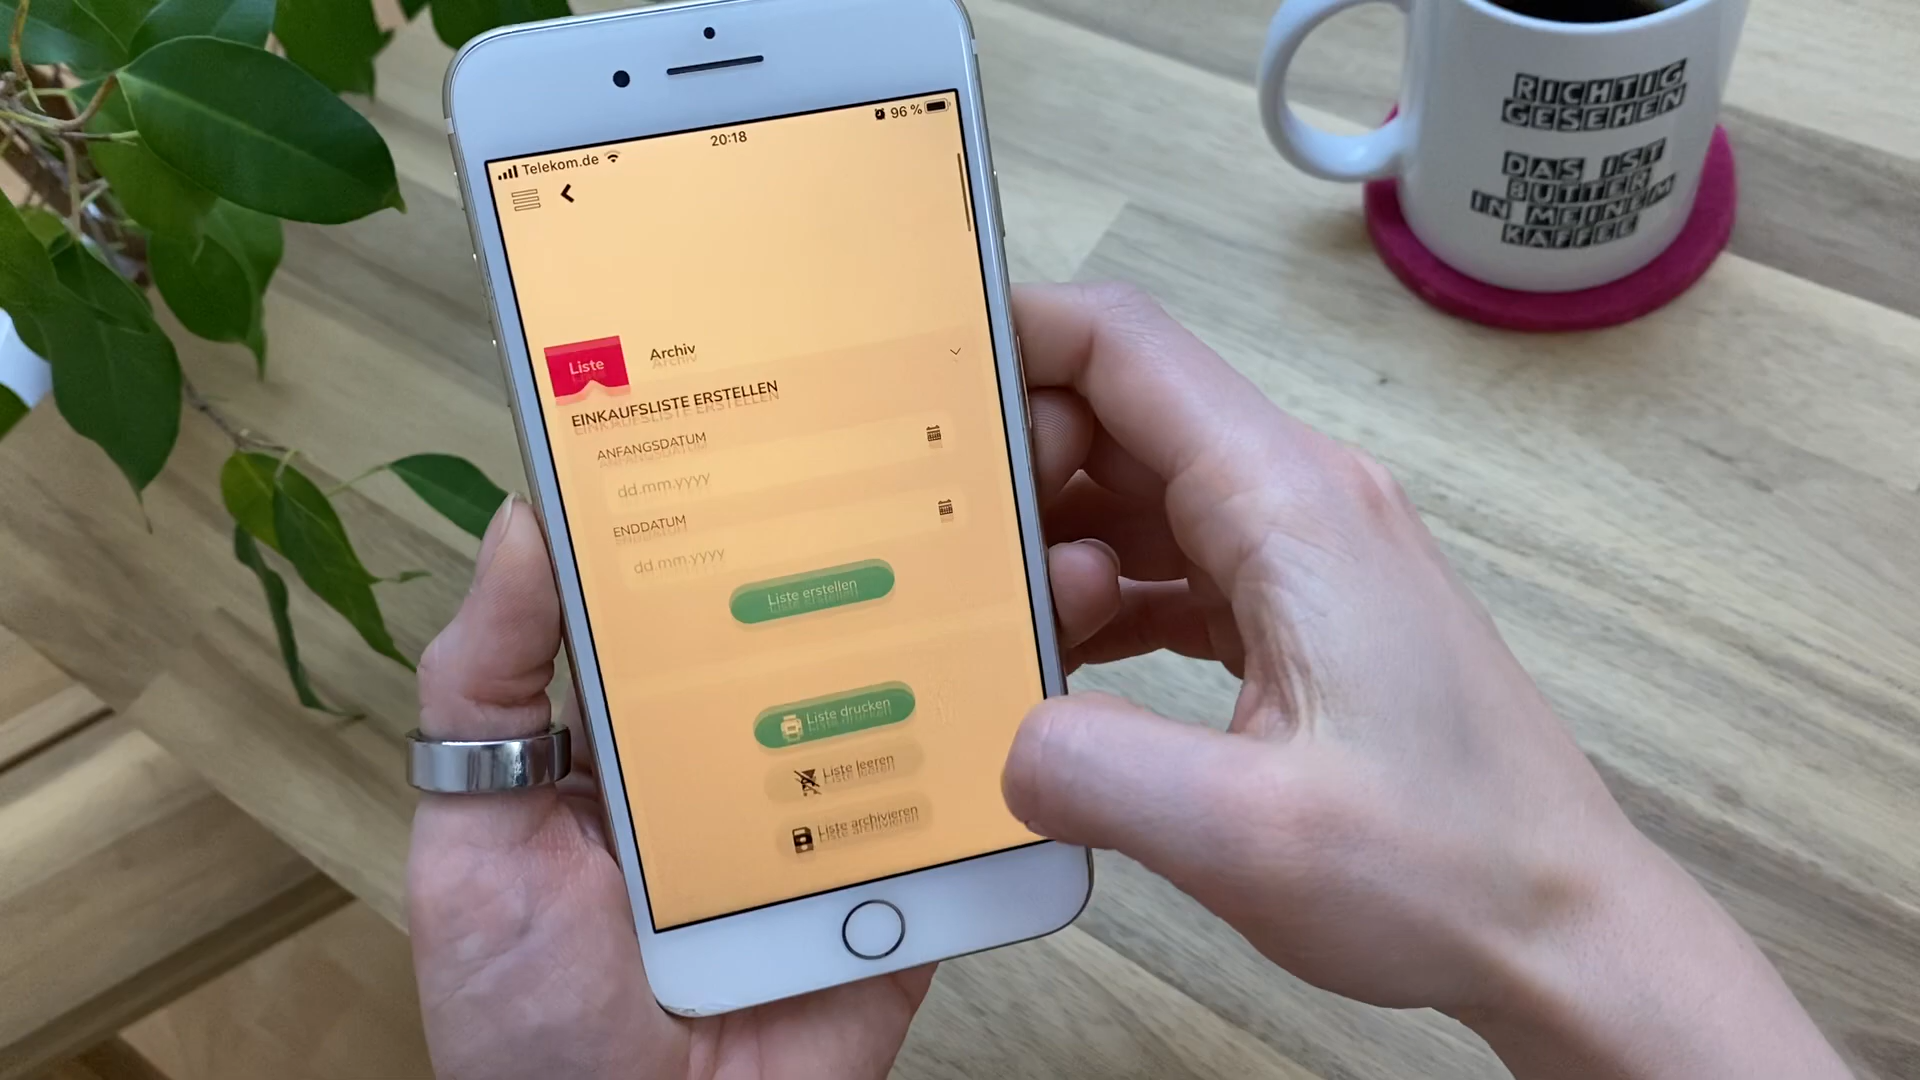 Telekom.de
20:18
96 %
Liste
Archiv
EINKAUFSLISTE ERSTELLEN
ANFANGSDATUM
dd.mm.yyyy
ENDDATUM
dd.mm.yyyy
Liste erstellen
Liste drucken
Liste leeren
Liste archivieren
RICHTIG
GESEHEN
DAS IST
BUTTER
IN MEINEM
KAFFEE